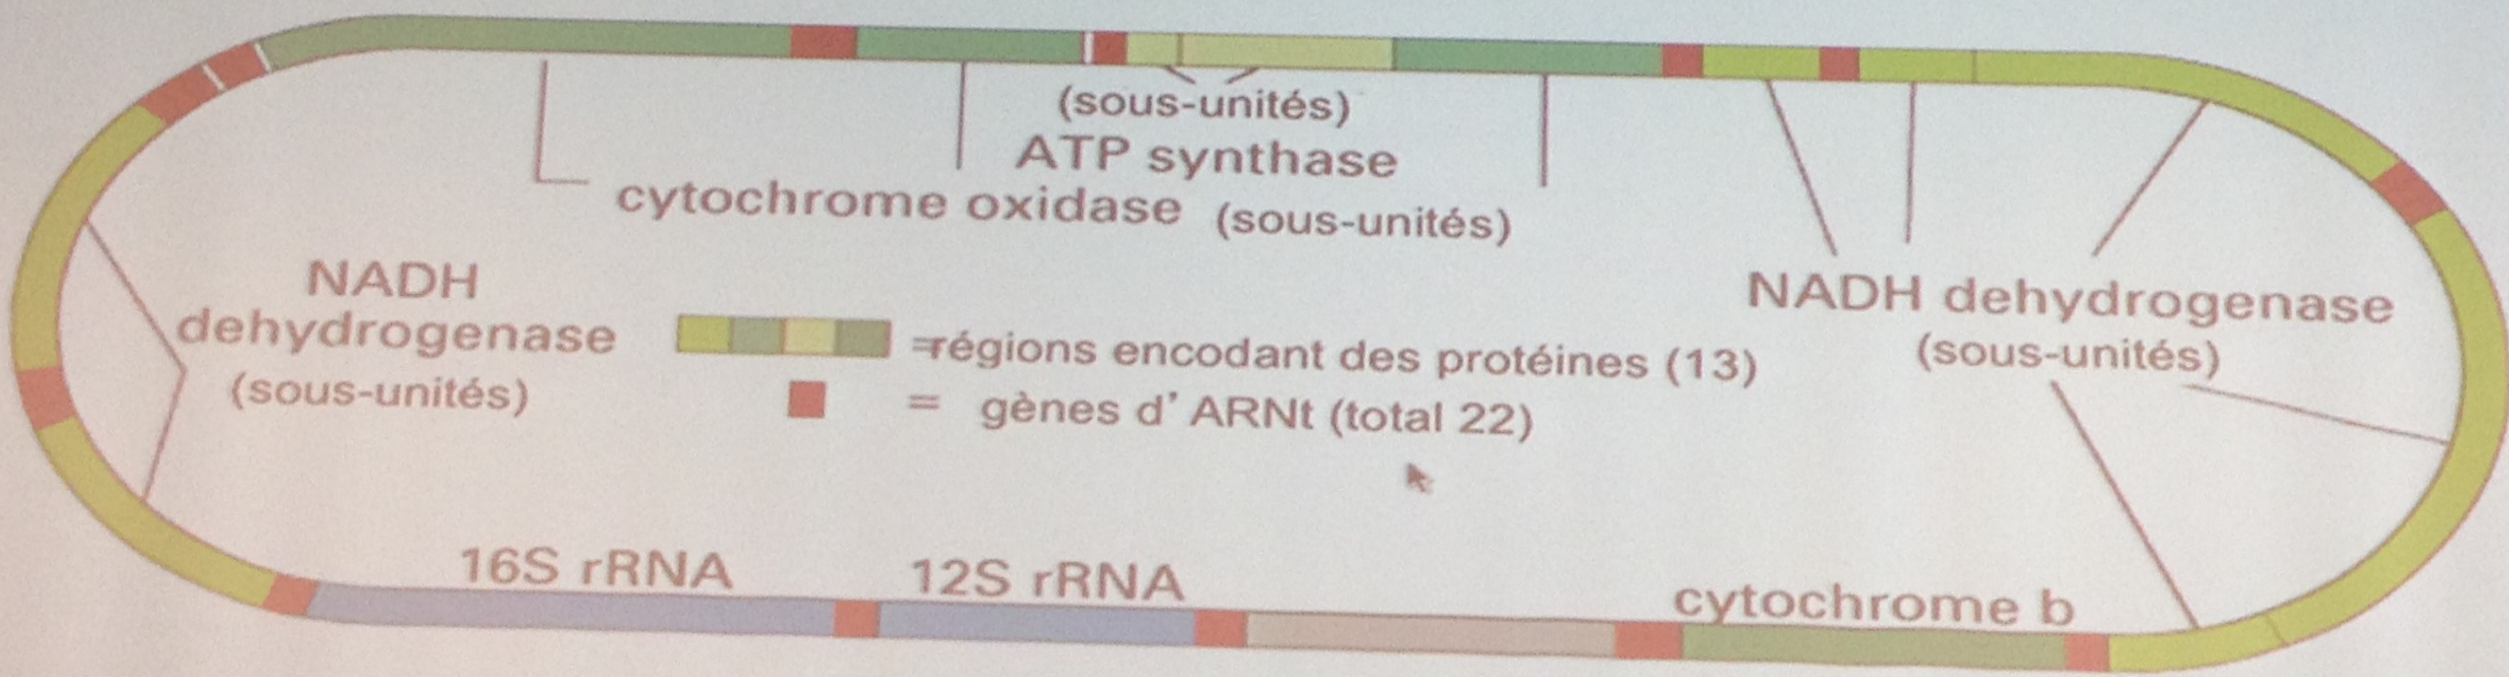 (sous-unités)
ATP synthase
cytochrome oxidase (sous-unités)
NADH
dehydrogenase
(sous-unités)
=régions encodant des protéines (13)
= gènes d' ARNt (total 22)
NADH dehydrogenase
(sous-unités)
16S rRNA
12S rRNA
cytochrome b